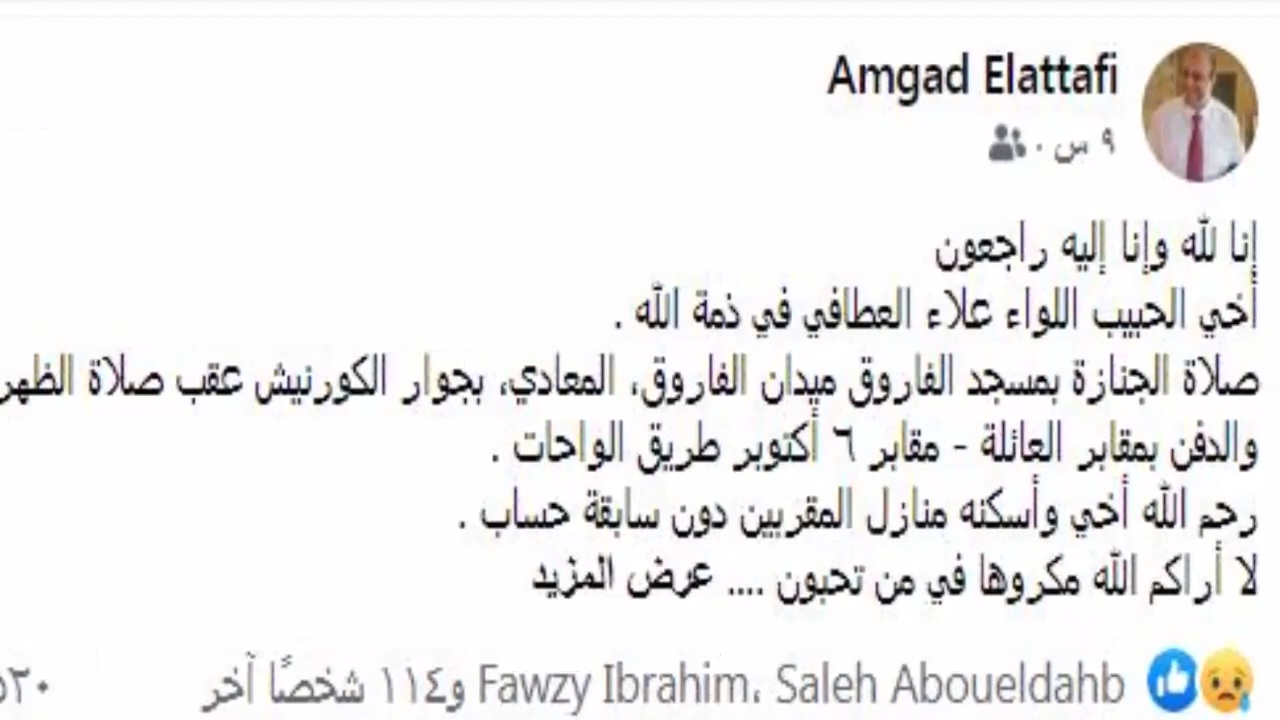 Amgad Elattafi
٩ س ·
إنا لله وإنا إليه راجعون
أخي الحبيب اللواء علاء العطافي في ذمة الله .
صلاة الجنازة بمسجد الفاروق ميدان الفاروق، المعادي، بجوار الكورنيش عقب صلاة الظهر
والدفن بمقابر العائلة - مقابر ٦ أكتوبر طريق الواحات .
رحم الله أخي وأسكنه منازل المقربين دون سابقة حساب .
لا أراكم الله مكروها في من تحبون .... عرض المزيد
Fawzy Ibrahim، Saleh Aboueldahb و١١٤ شخصًا آخر